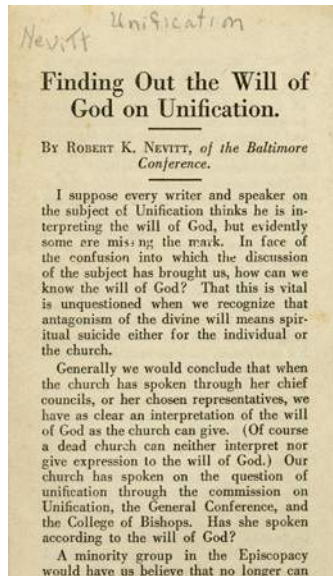 Unification
Nevitt
Finding Out the Will of
God on Unification.
BY ROBERT K. NEVITT, of the Baltimore
Conference.
I suppose every writer and speaker on
the subject of Unification thinks he is in-
terpreting the will of God, but evidently
some are missing the mark. In face of
the confusion into which the discussion
of the subject has brought us, how can we
know the will of God? That this is vital
is unquestioned when we recognize that
antagonism of the divine will means spir-
itual suicide either for the individual or
the church.
Generally we would conclude that when
the church has spoken through her chief
councils, or her chosen representatives, we
have as clear an interpretation of the will
of God as the church can give. (Of course
a dead church can neither interpret nor
give expression to the will of God.) Our
church has spoken on the question of
unification through the commission on
Unification, the General Conference, and
the College of Bishops. Has she spoken
according to the will of God?
A minority group in the Episcopacy
would have us believe that no longer can